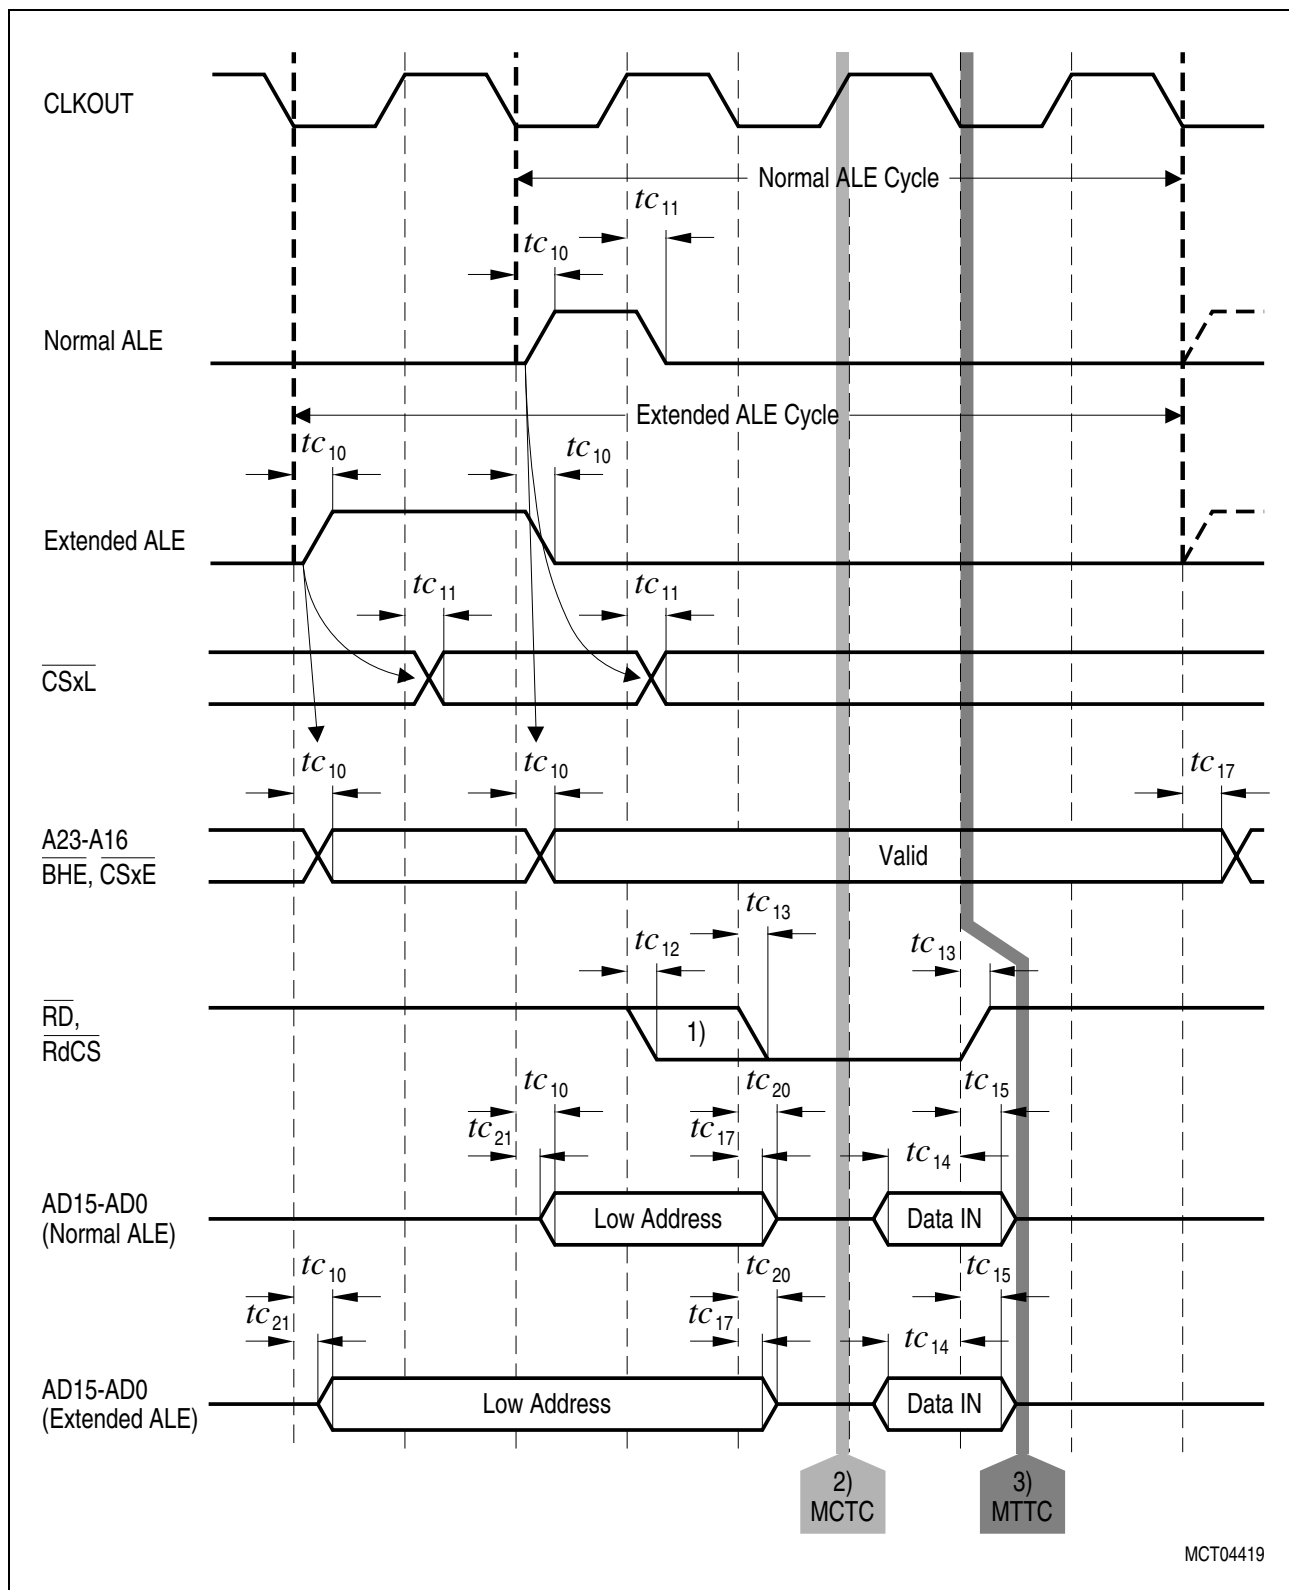 CLKOUT
Normal ALE Cycle
tc11
tc10
Normal ALE
Extended ALE Cycle
tc10
tc10
Extended ALE
tc11
tc11
CSxL
tc10
tc10
tc17
A23-A16
BHE, CSxE
Valid
tc13
tc12
tc13
RD,
RdCS
1)
tc10
tc20
tc15
tc21
tc17
tc14
AD15-AD0
(Normal ALE)
Low Address
Data IN
tc10
tc20
tc15
tc21
tc17
tc14
AD15-AD0
(Extended ALE)
Low Address
Data IN
2)
MCTC
3)
MTTC
MCT04419